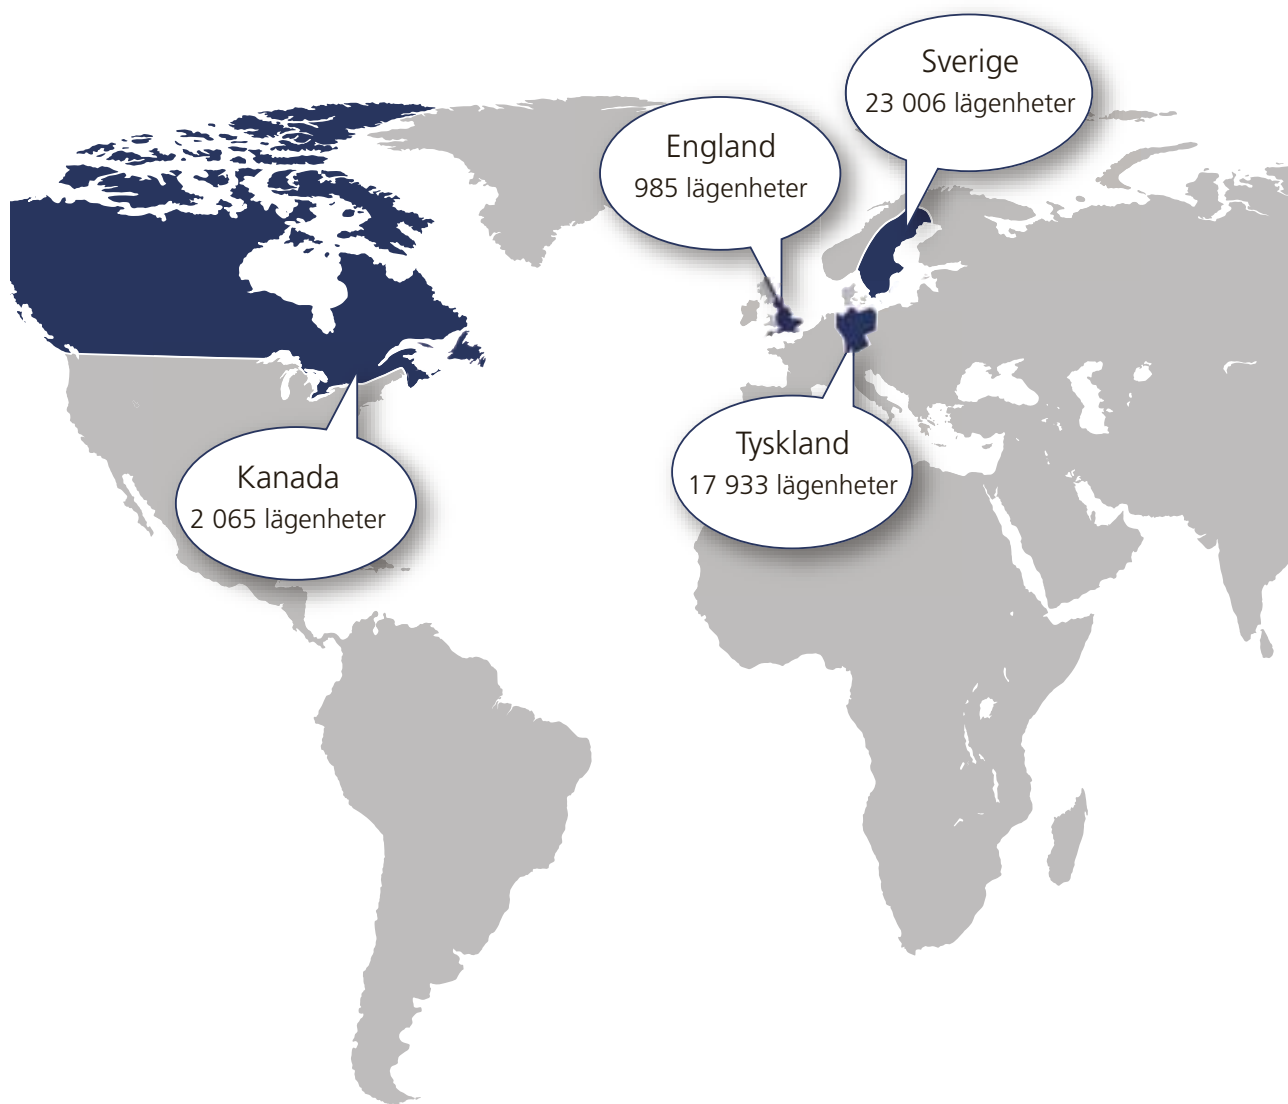 Sverige
23 006 lägenheter
England
985 lägenheter
Tyskland
17 933 lägenheter
Kanada
2 065 lägenheter